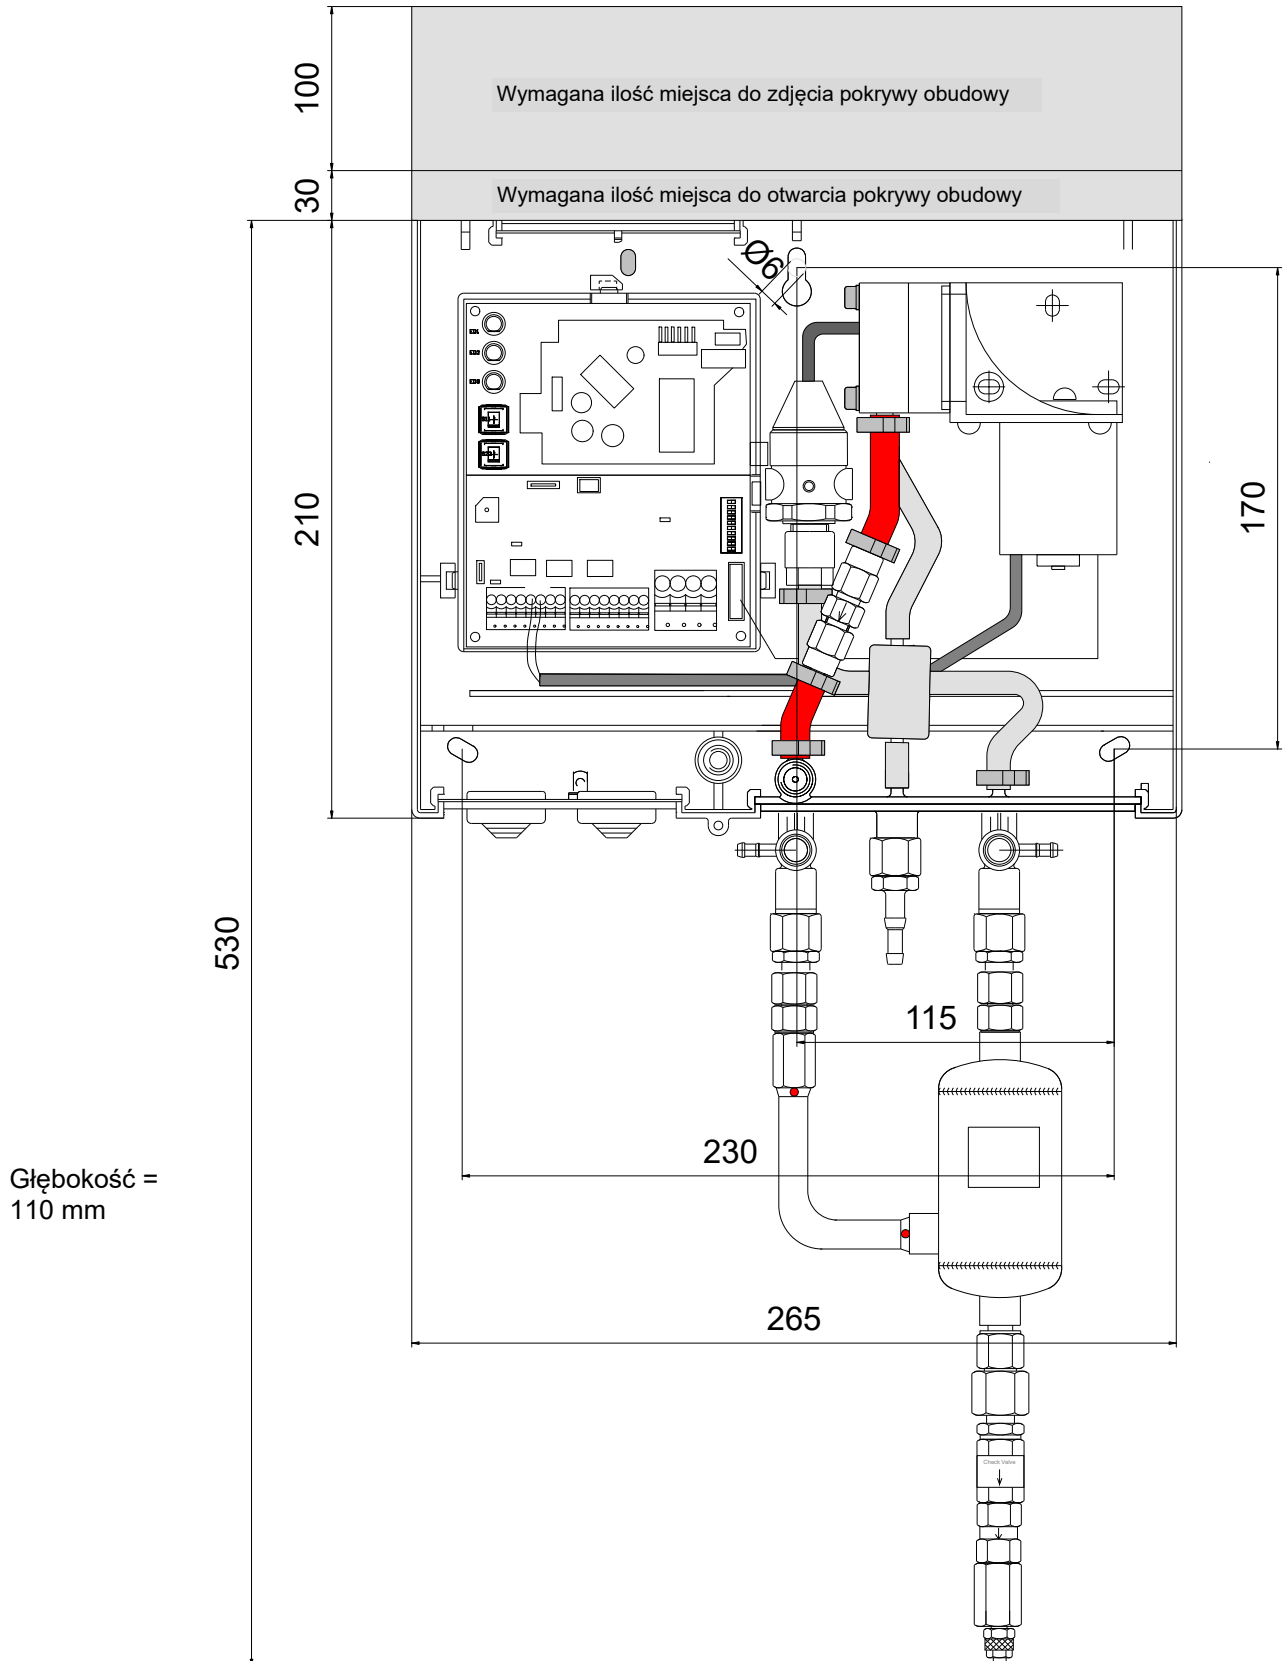 100
Wymagana ilość miejsca do zdjęcia pokrywy obudowy
30
Wymagana ilość miejsca do otwarcia pokrywy obudowy
Ø6
210
170
530
115
230
Głębokość =
110 mm
265
Check Valve